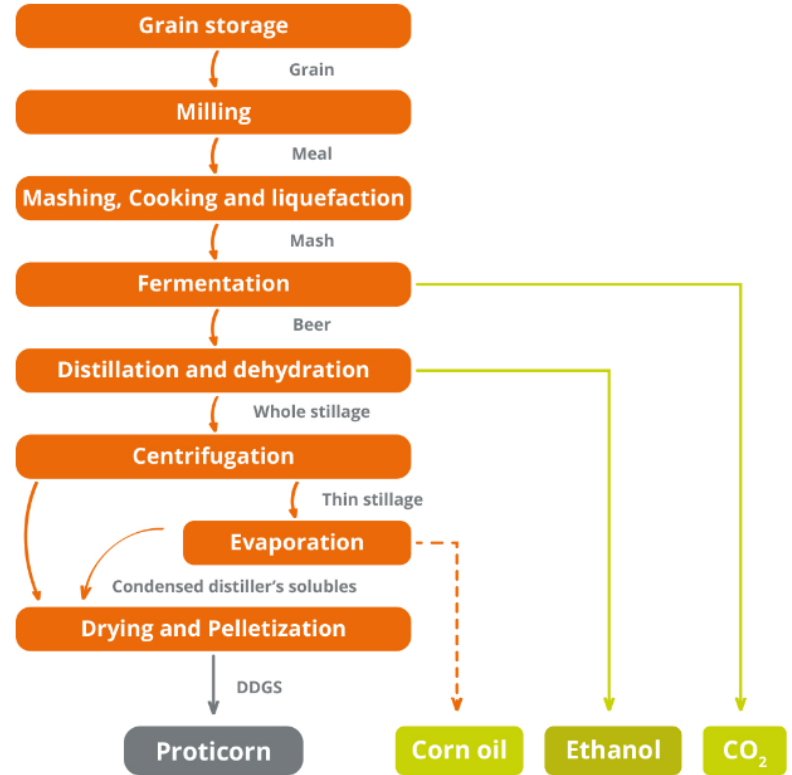 Grain storage
Grain
Milling
Meal
Mashing, Cooking and liquefaction
Mash
Fermentation
Beer
Distillation and dehydration
Whole stillage
Centrifugation
Thin stillage
Evaporation
Condensed distiller’s solubles
Drying and Pelletization
DDGS
Proticorn
Corn oil
Ethanol
CO₂